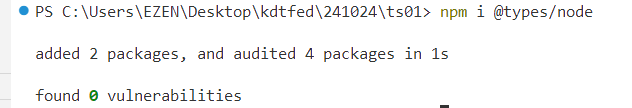 PS C:\Users\EZEN\Desktop\kdtfed\241024\ts01> npm i @types/node
added 2 packages, and audited 4 packages in 1s
found 0 vulnerabilities